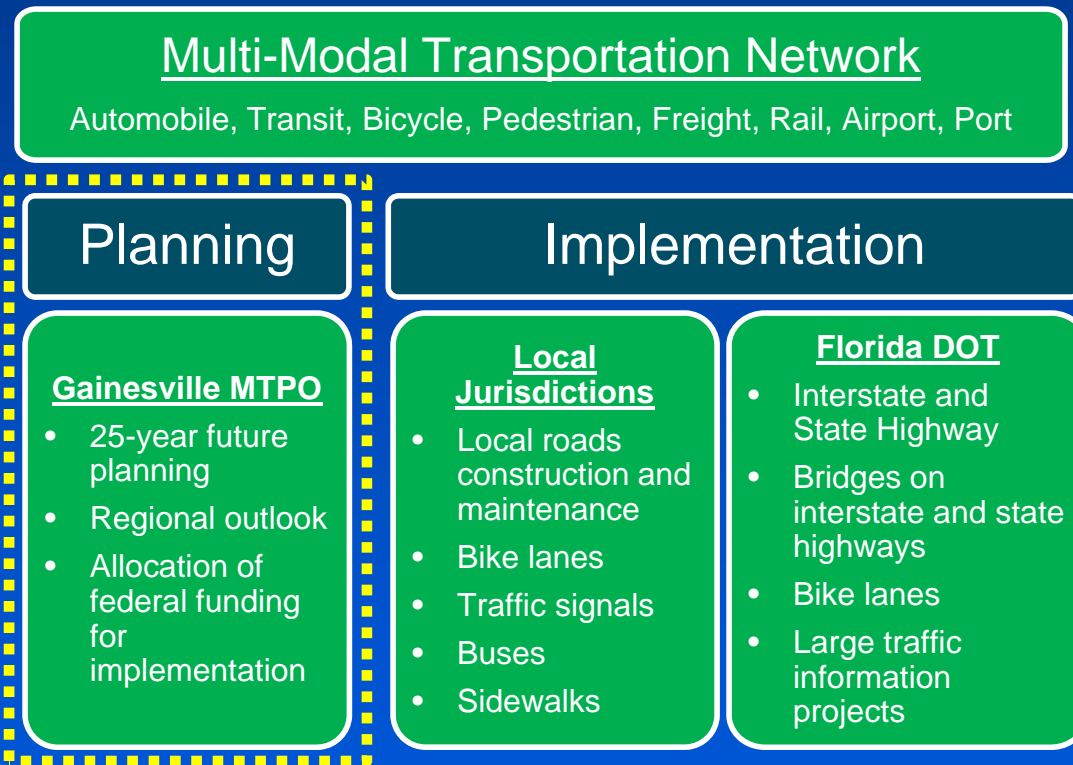 Multi-Modal Transportation Network
Automobile, Transit, Bicycle, Pedestrian, Freight, Rail, Airport, Port
Planning
Implementation
Gainesville MTPO
• 25-year future
planning
• Regional outlook
• Allocation of
federal funding
for
implementation
Local
Jurisdictions
• Local roads
construction and
maintenance
• Bike lanes
• Traffic signals
• Buses
• Sidewalks
Florida DOT
• Interstate and
State Highway
• Bridges on
interstate and state
highways
• Bike lanes
• Large traffic
information
projects